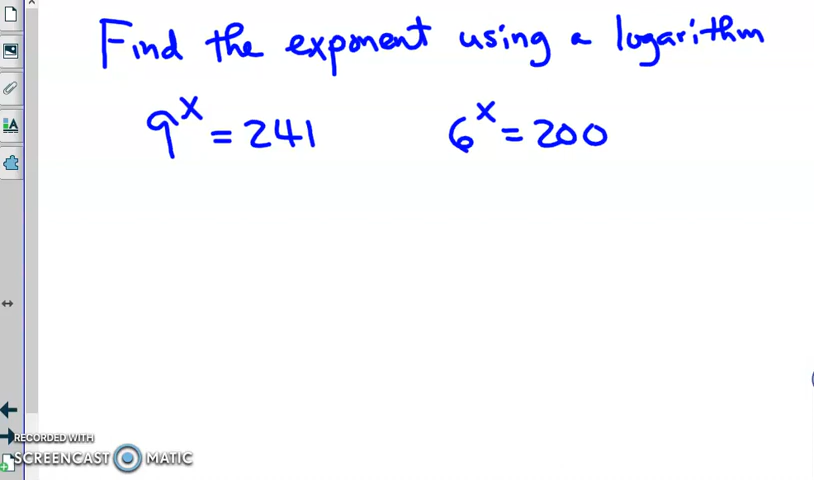 Find the exponent using a logarithm
9^x = 241 6^x = 200
RECORDED WITH
SCREENCAST MATIC